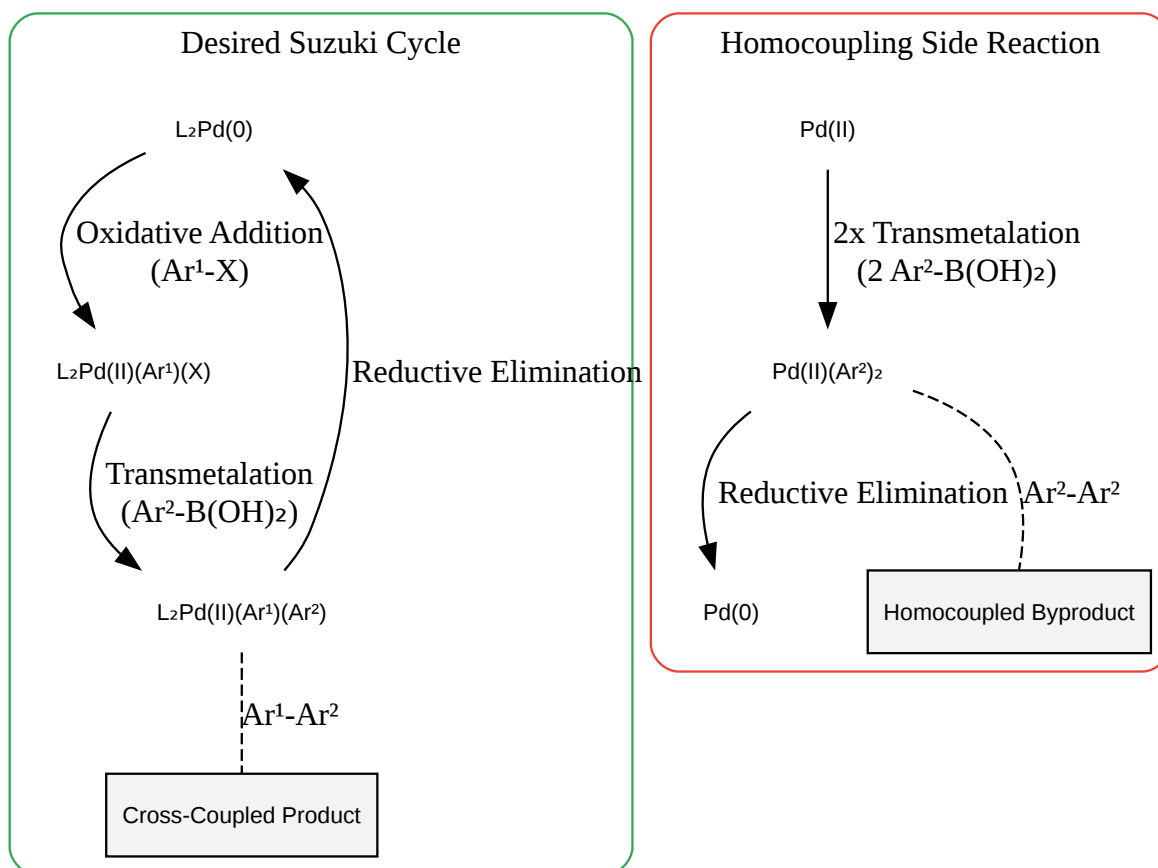 Desired Suzuki Cycle
L₂Pd(0)
Oxidative Addition
(Ar¹-X)
L₂Pd(II)(Ar¹)(X)
Reductive Elimination
Transmetalation
(Ar²-B(OH)₂)
L₂Pd(II)(Ar¹)(Ar²)
Ar¹-Ar²
Cross-Coupled Product
Homocoupling Side Reaction
Pd(II)
2x Transmetalation
(2 Ar²-B(OH)₂)
Pd(II)(Ar²)₂
Reductive Elimination
Ar²-Ar²
Pd(0)
Homocoupled Byproduct